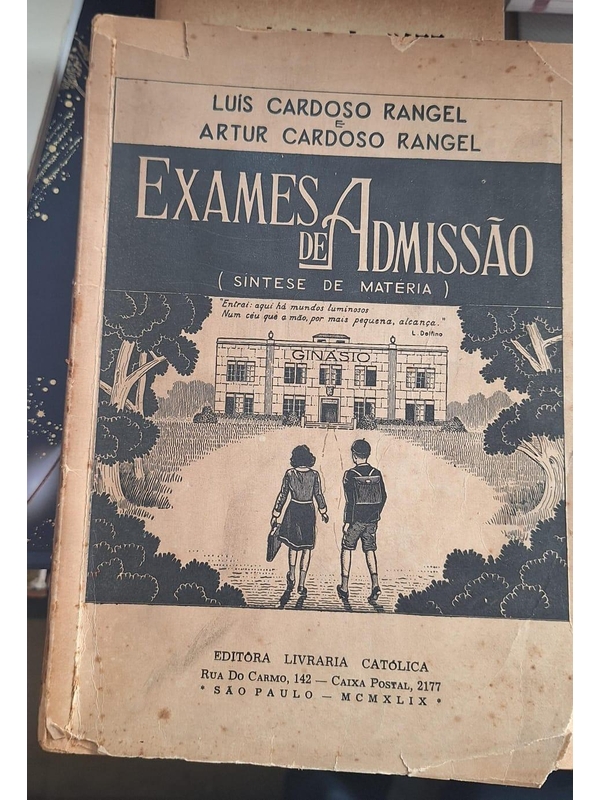 LUÍS CARDOSO RANGEL
E
ARTUR CARDOSO RANGEL
EXAMES
DE ADMISSÃO
( SÍNTESE DE MATÉRIA )
"Entrai: aqui há mundos luminosos
Num céu que a mão, por mais pequena, alcança."
L. Delfino
GINÁSIO
EDITÔRA LIVRARIA CATÓLICA
RUA DO CARMO, 142 — CAIXA POSTAL, 2177
* SÃO PAULO — MCMXLIX *